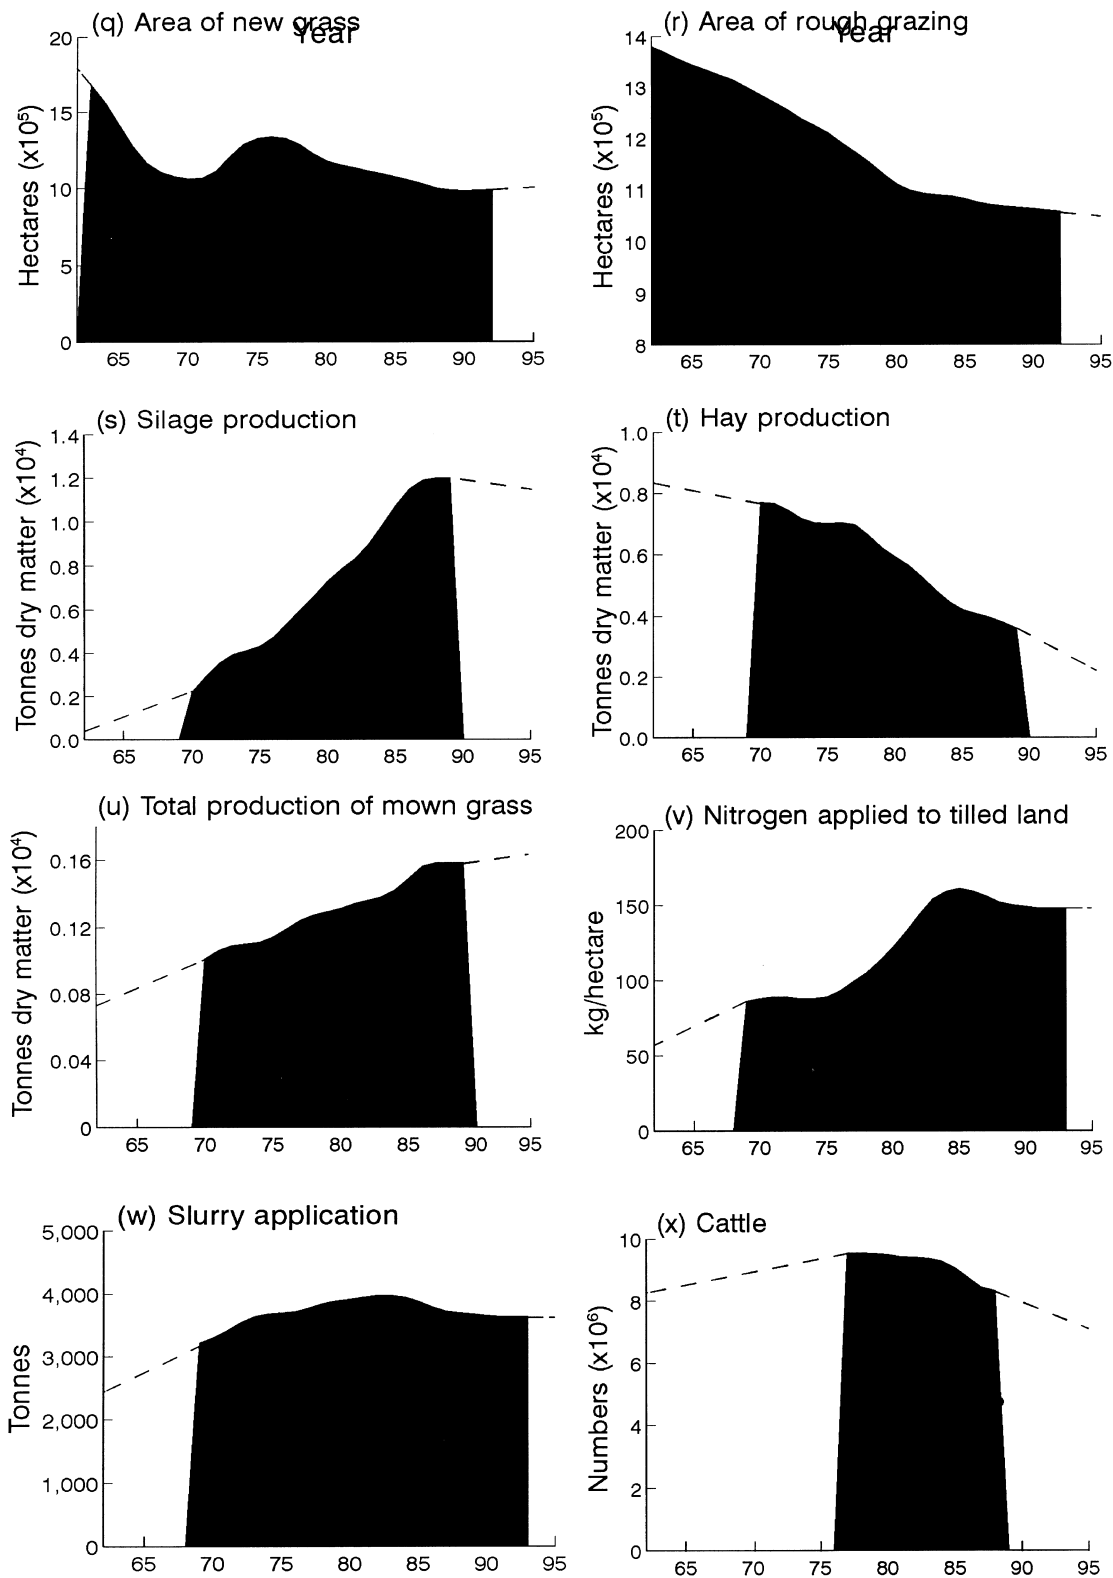 (q) Area of new grass
Year
Hectares (x10⁵)
20
15
10
5
0
65 70 75 80 85 90 95
(r) Area of rough grazing
Year
Hectares (x10⁵)
14
13
12
11
10
9
8
65 70 75 80 85 90 95
(s) Silage production
Tonnes dry matter (x10⁴)
1.4
1.2
1.0
0.8
0.6
0.4
0.2
0.0
65 70 75 80 85 90 95
(t) Hay production
Tonnes dry matter (x10⁴)
1.0
0.8
0.6
0.4
0.2
0.0
65 70 75 80 85 90 95
(u) Total production of mown grass
Tonnes dry matter (x10⁴)
0.16
0.12
0.08
0.04
0
65 70 75 80 85 90 95
(v) Nitrogen applied to tilled land
kg/hectare
200
150
100
50
0
65 70 75 80 85 90 95
(w) Slurry application
Tonnes
5,000
4,000
3,000
2,000
1,000
0
65 70 75 80 85 90 95
(x) Cattle
Numbers (x10⁶)
10
8
6
4
2
0
65 70 75 80 85 90 95